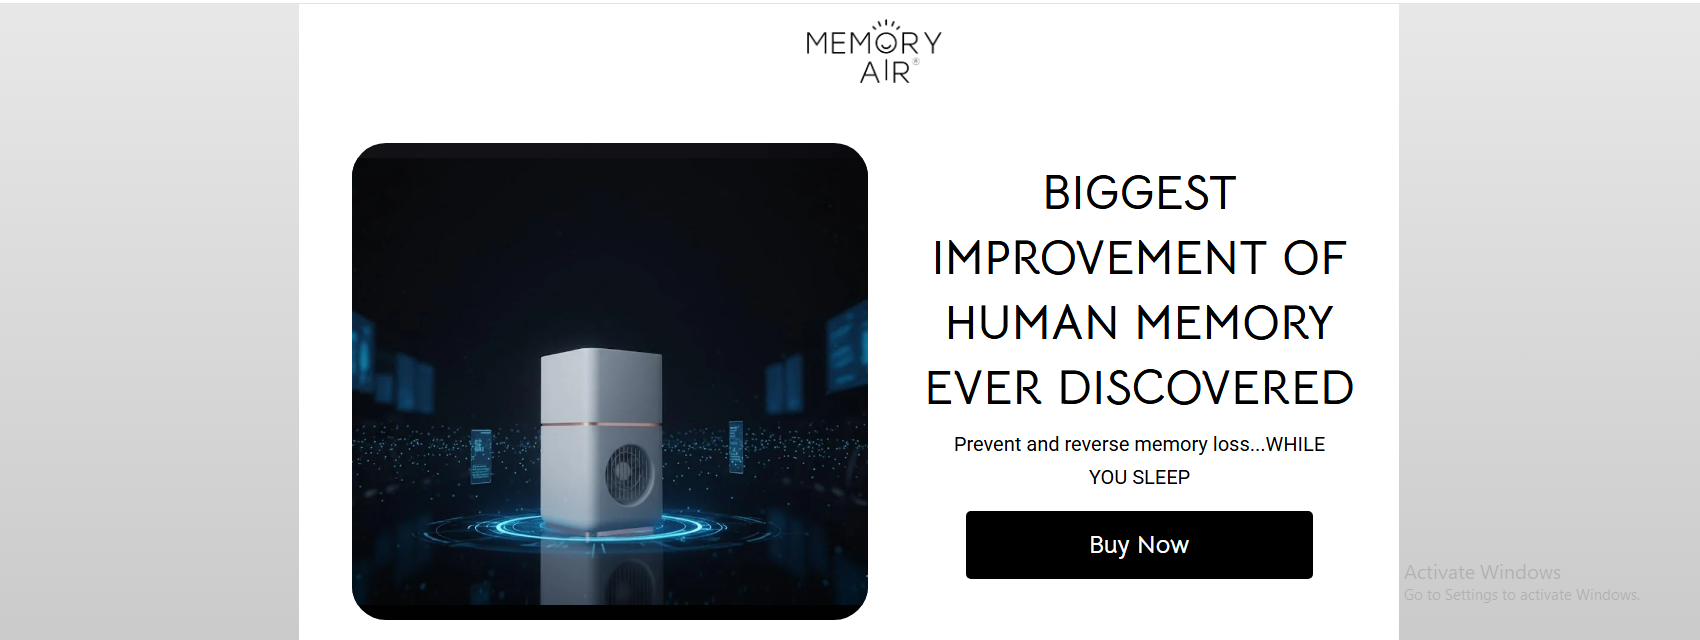 MEMORY
AIR®
BIGGEST
IMPROVEMENT OF
HUMAN MEMORY
EVER DISCOVERED
Prevent and reverse memory loss...WHILE
YOU SLEEP
Buy Now
Activate Windows
Go to Settings to activate Windows.